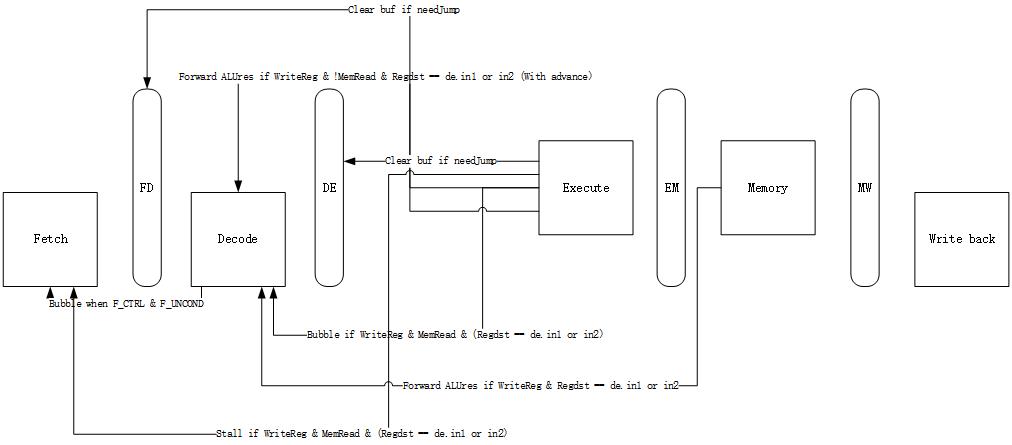 Clear buf if needJump
Forward ALUres if WriteReg & !MemRead & Regdst == de.in1 or in2 (With advance)
Clear buf if needJump
FD
DE
Execute
EM
Memory
MW
Fetch
Decode
Write back
Bubble when F_CTRL & F_UNCOND
Bubble if WriteReg & MemRead & (Regdst == de.in1 or in2)
Forward ALUres if WriteReg & Regdst == de.in1 or in2
Stall if WriteReg & MemRead & (Regdst == de.in1 or in2)